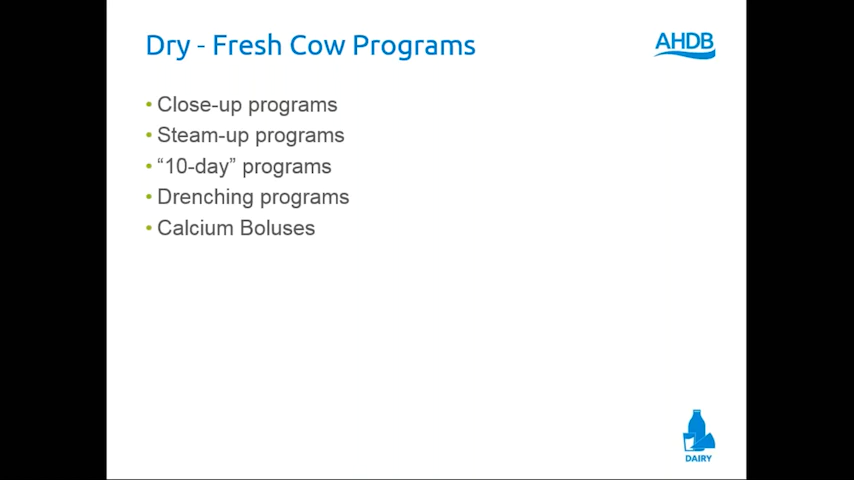 Dry - Fresh Cow Programs
AHDB
• Close-up programs
• Steam-up programs
• “10-day” programs
• Drenching programs
• Calcium Boluses
DAIRY